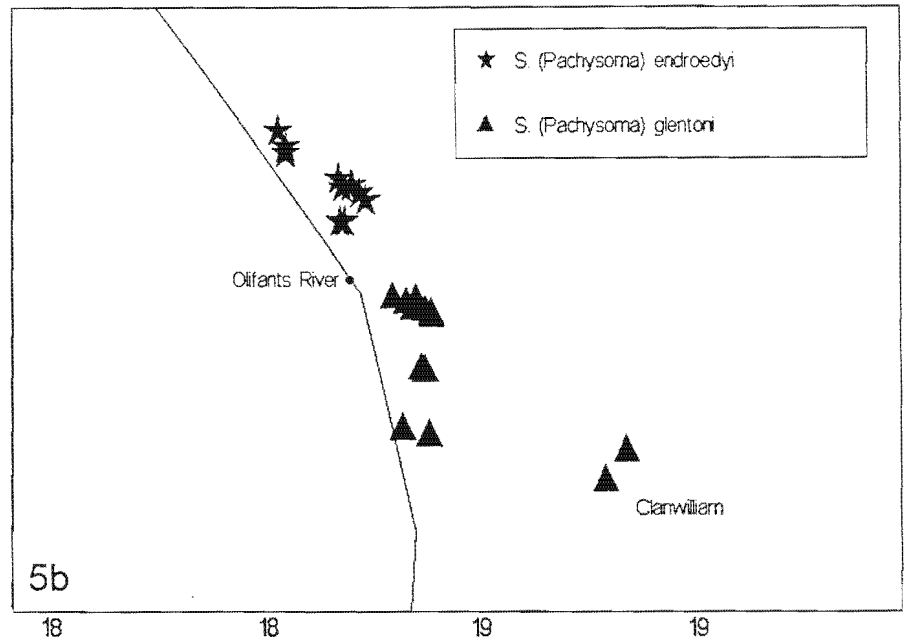 S. (Pachysoma) endroedyi
S. (Pachysoma) glentoni
Olifants River
Clanwilliam
5b
18 18 19 19